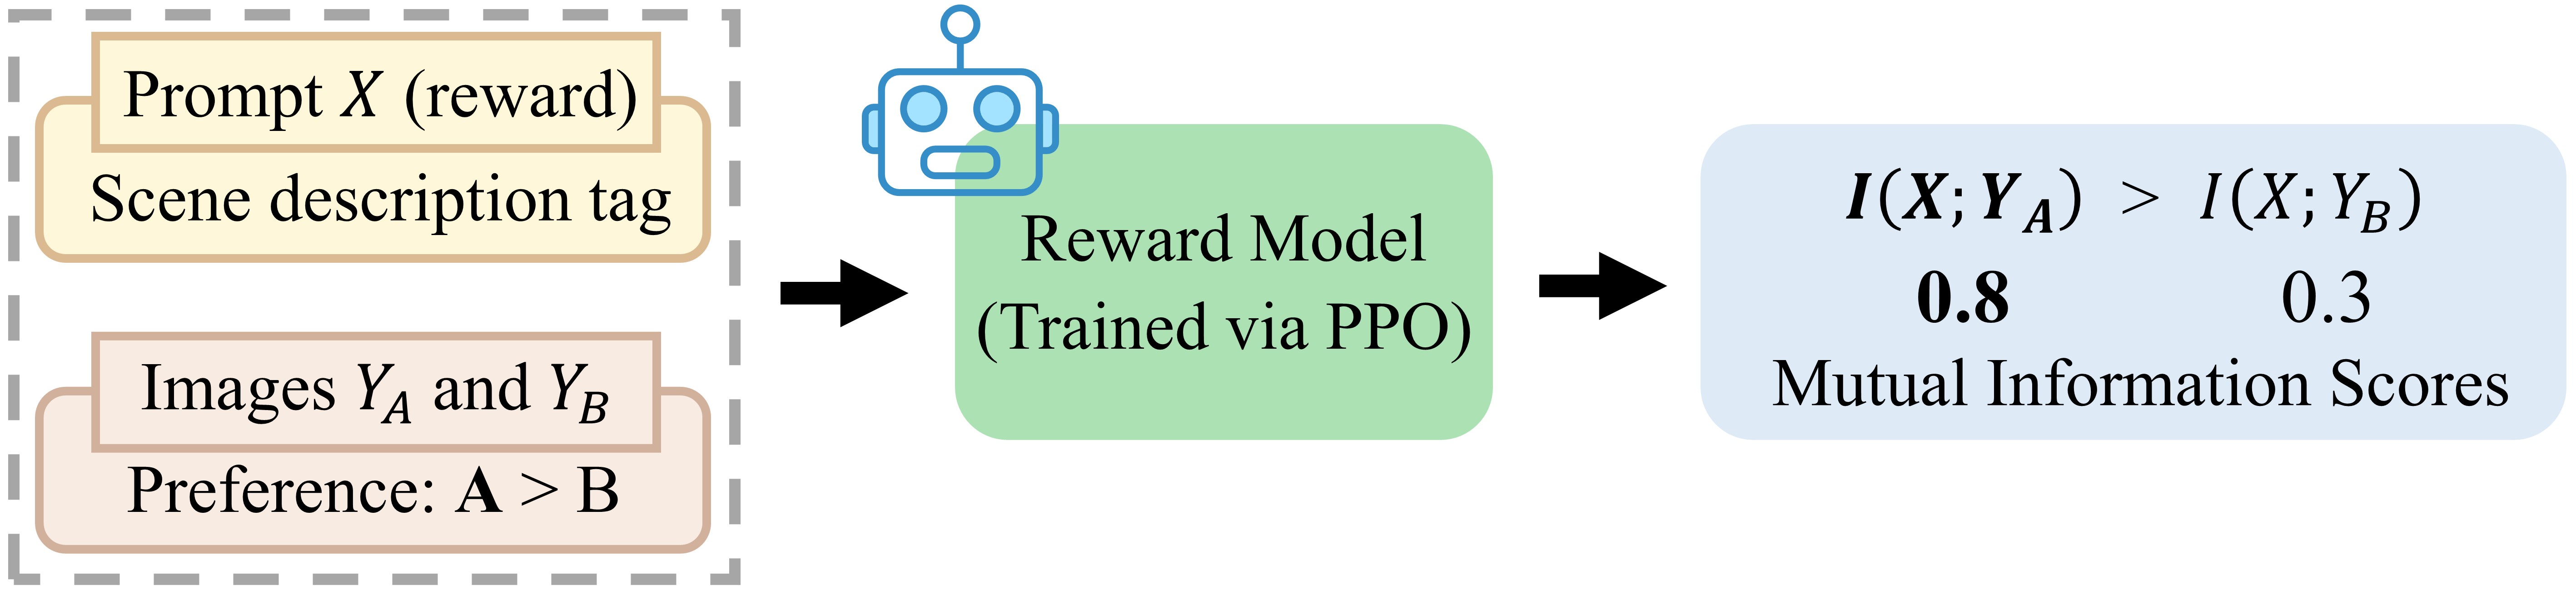 Prompt X (reward)
Scene description tag
Images Y_A and Y_B
Preference: A > B
Reward Model
(Trained via PPO)
I(X; Y_A) > I(X; Y_B)
0.8 0.3
Mutual Information Scores